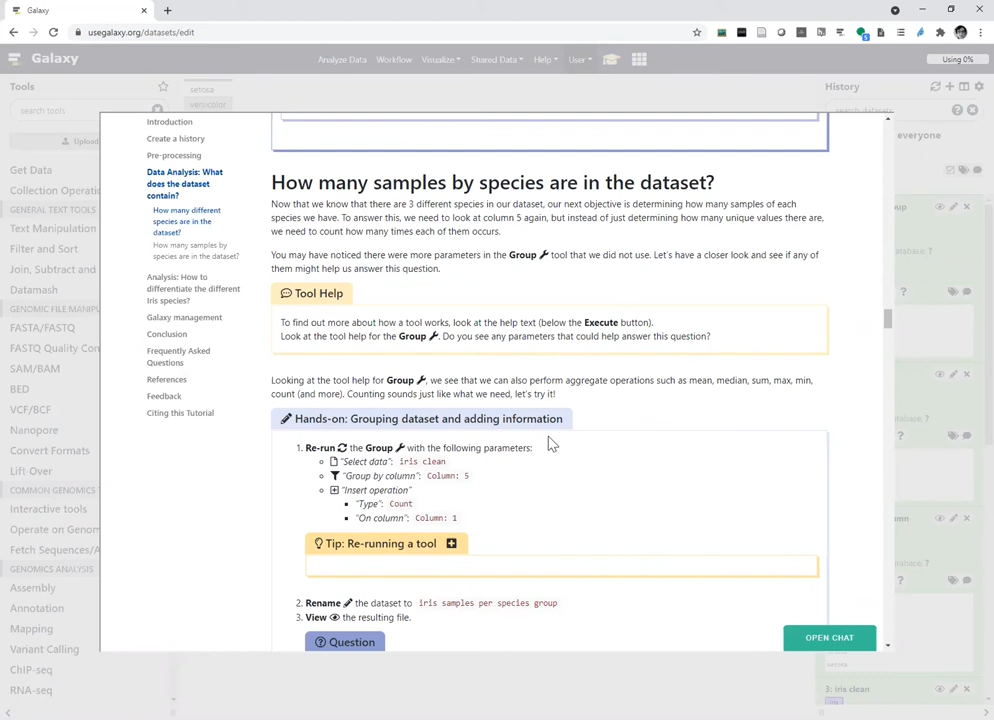 Galaxy
usegalaxy.org/datasets/edit
Galaxy
Analyze Data Workflow Visualize Shared Data Help User
Using 0%
Tools
search tools
Upload
Get Data
Collection Operations
GENERAL TEXT TOOLS
Text Manipulation
Filter and Sort
Join, Subtract and
Datamash
GENOMIC FILE MANIPU
FASTA/FASTQ
FASTQ Quality Con
SAM/BAM
BED
VCF/BCF
Nanopore
Convert Formats
Lift-Over
COMMON GENOMICS T
Interactive tools
Operate on Genom
Fetch Sequences/A
GENOMICS ANALYSIS
Assembly
Annotation
Mapping
Variant Calling
ChIP-seq
RNA-seq
setosa
versicolor
Introduction
Create a history
Pre-processing
Data Analysis: What
does the dataset
contain?
How many different
species are in the
dataset?
How many samples by
species are in the dataset?
Analysis: How to
differentiate the different
Iris species?
Galaxy management
Conclusion
Frequently Asked
Questions
References
Feedback
Citing this Tutorial
How many samples by species are in the dataset?
Now that we know that there are 3 different species in our dataset, our next objective is determining how many samples of each
species we have. To answer this, we need to look at column 5 again, but instead of just determining how many unique values there are,
we need to count how many times each of them occurs.
You may have noticed there were more parameters in the Group tool that we did not use. Let's have a closer look and see if any of
them might help us answer this question.
Tool Help
To find out more about how a tool works, look at the help text (below the Execute button).
Look at the tool help for the Group. Do you see any parameters that could help answer this question?
Looking at the tool help for Group, we see that we can also perform aggregate operations such as mean, median, sum, max, min,
count (and more). Counting sounds just like what we need, let's try it!
Hands-on: Grouping dataset and adding information
1. Re-run the Group with the following parameters:
"Select data": iris clean
"Group by column": Column: 5
"Insert operation"
"Type": Count
"On column": Column: 1
Tip: Re-running a tool
2. Rename the dataset to iris samples per species group
3. View the resulting file.
Question
OPEN CHAT
History
search datasets
everyone
oup
tabase: ?
?
tabase: ?
?
mn
tabase: ?
?
setosa
3: iris clean